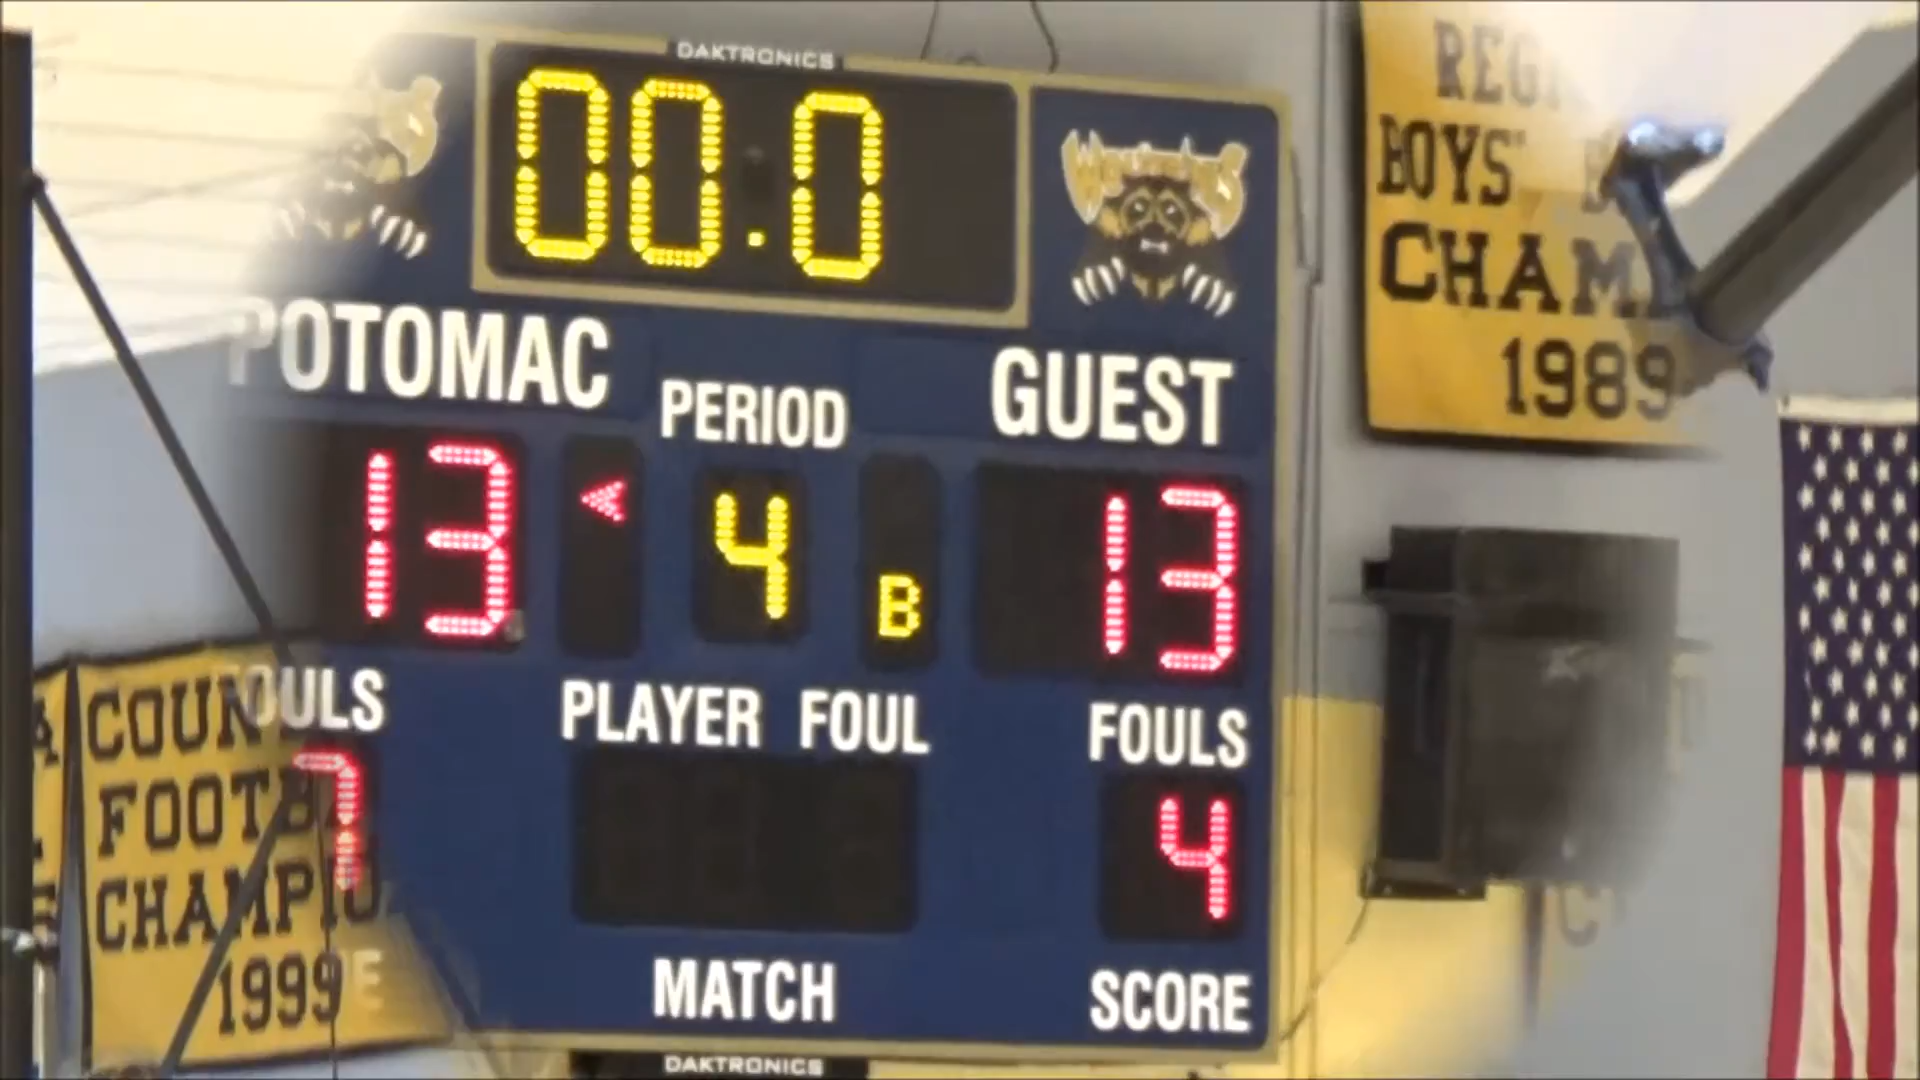 DAKTRONICS
00.0
Wolverines
POTOMAC
PERIOD
GUEST
13
<
4
B
13
FOULS
PLAYER FOUL
FOULS
7
4
MATCH
SCORE
DAKTRONICS
BOYS'
CHAM
1989
COUN
FOOTB
CHAMPIO
1999